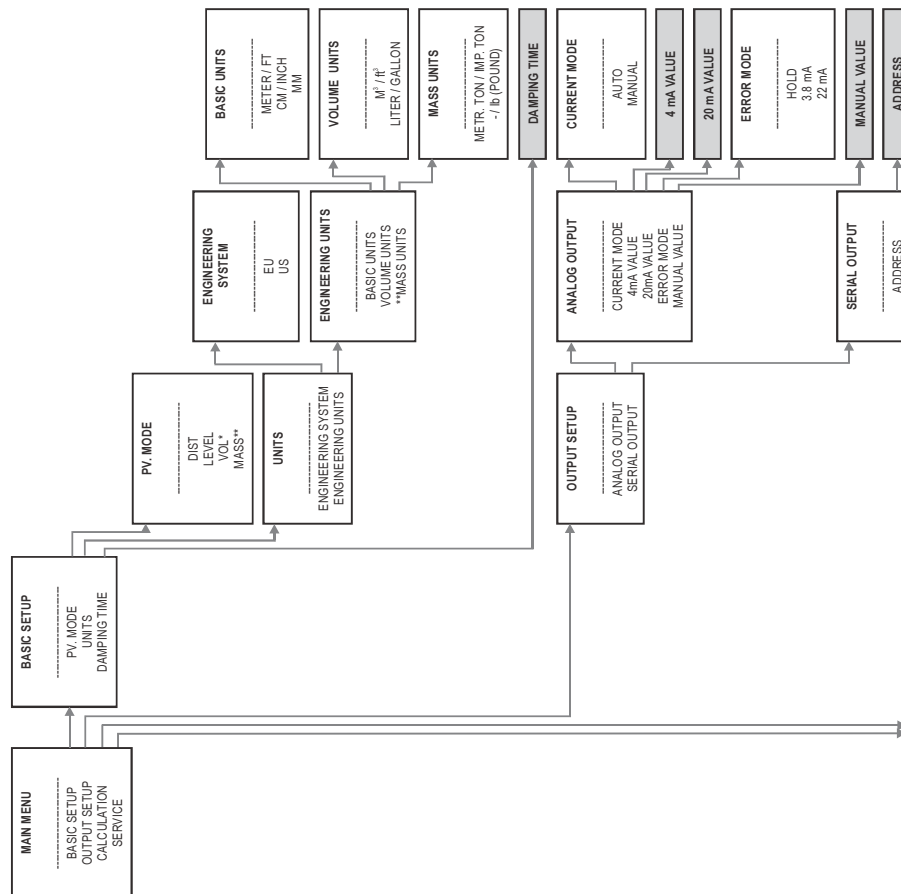 MAIN MENU
BASIC SETUP
OUTPUT SETUP
CALCULATION
SERVICE
BASIC SETUP
PV. MODE
UNITS
DAMPING TIME
PV. MODE
DIST
LEVEL
VOL*
MASS**
UNITS
ENGINEERING SYSTEM
ENGINEERING UNITS
OUTPUT SETUP
ANALOG OUTPUT
SERIAL OUTPUT
ENGINEERING
SYSTEM
EU
US
ENGINEERING UNITS
BASIC UNITS
VOLUME UNITS
**MASS UNITS
ANALOG OUTPUT
CURRENT MODE
4mA VALUE
20mA VALUE
ERROR MODE
MANUAL VALUE
SERIAL OUTPUT
ADDRESS
BASIC UNITS
METER / FT
CM / INCH
MM
VOLUME UNITS
M³ / ft³
LITER / GALLON
MASS UNITS
METR. TON / IMP. TON
- / lb (POUND)
DAMPING TIME
CURRENT MODE
AUTO
MANUAL
4 mA VALUE
20 mA VALUE
ERROR MODE
HOLD
3.8 mA
22 mA
MANUAL VALUE
ADDRESS